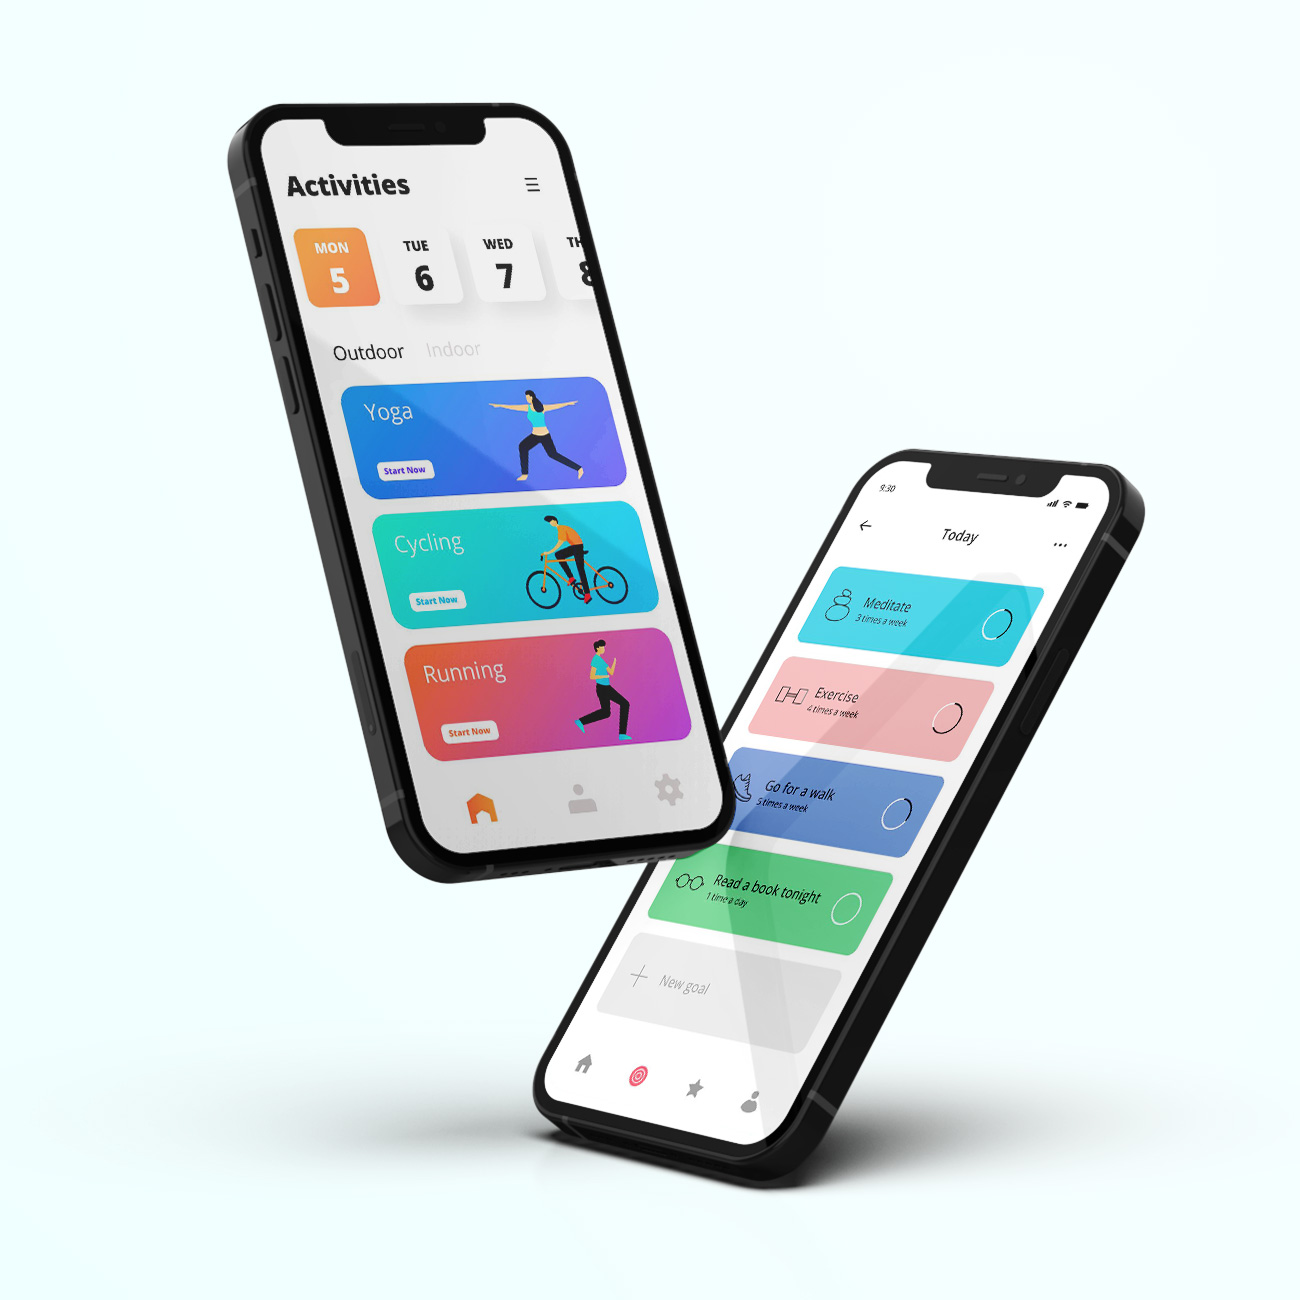 Activities
MON
5
TUE
6
WED
7
TH
8
Outdoor
Indoor
Yoga
Start Now
Cycling
Start Now
Running
Start Now
9:30
Today
Meditate
3 times a week
Exercise
4 times a week
Go for a walk
5 times a week
Read a book tonight
1 time a day
New goal